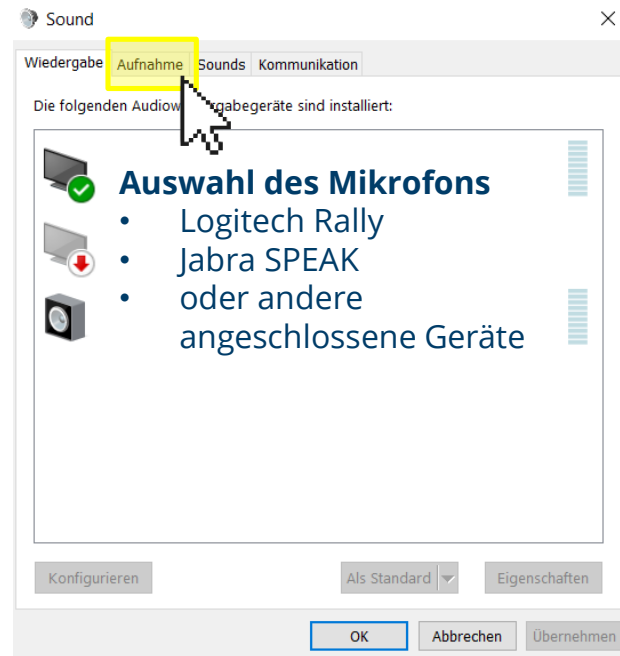 Sound
Wiedergabe Aufnahme Sounds Kommunikation
Die folgenden Audiow rgabegeräte sind installiert:
Auswahl des Mikrofons
• Logitech Rally
• Jabra SPEAK
• oder andere
angeschlossene Geräte
Konfigurieren Als Standard Eigenschaften
OK Abbrechen Übernehmen